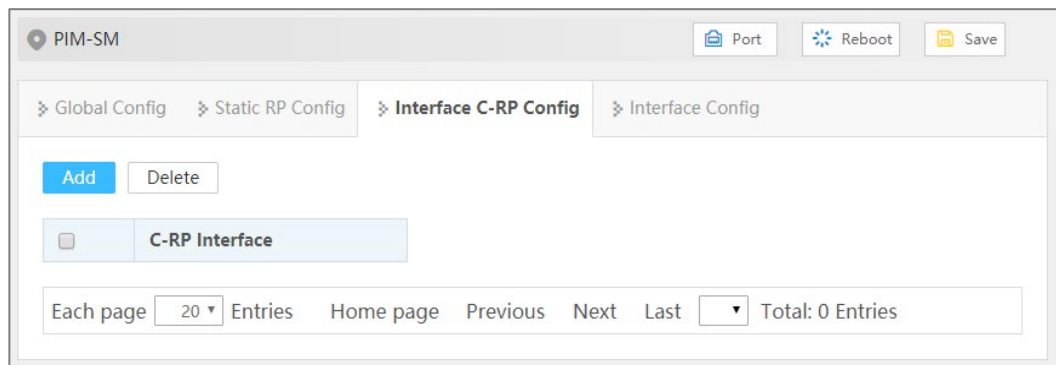 PIM-SM Port Reboot Save
Global Config Static RP Config Interface C-RP Config Interface Config
Add Delete
C-RP Interface
Each page 20 Entries Home page Previous Next Last Total: 0 Entries